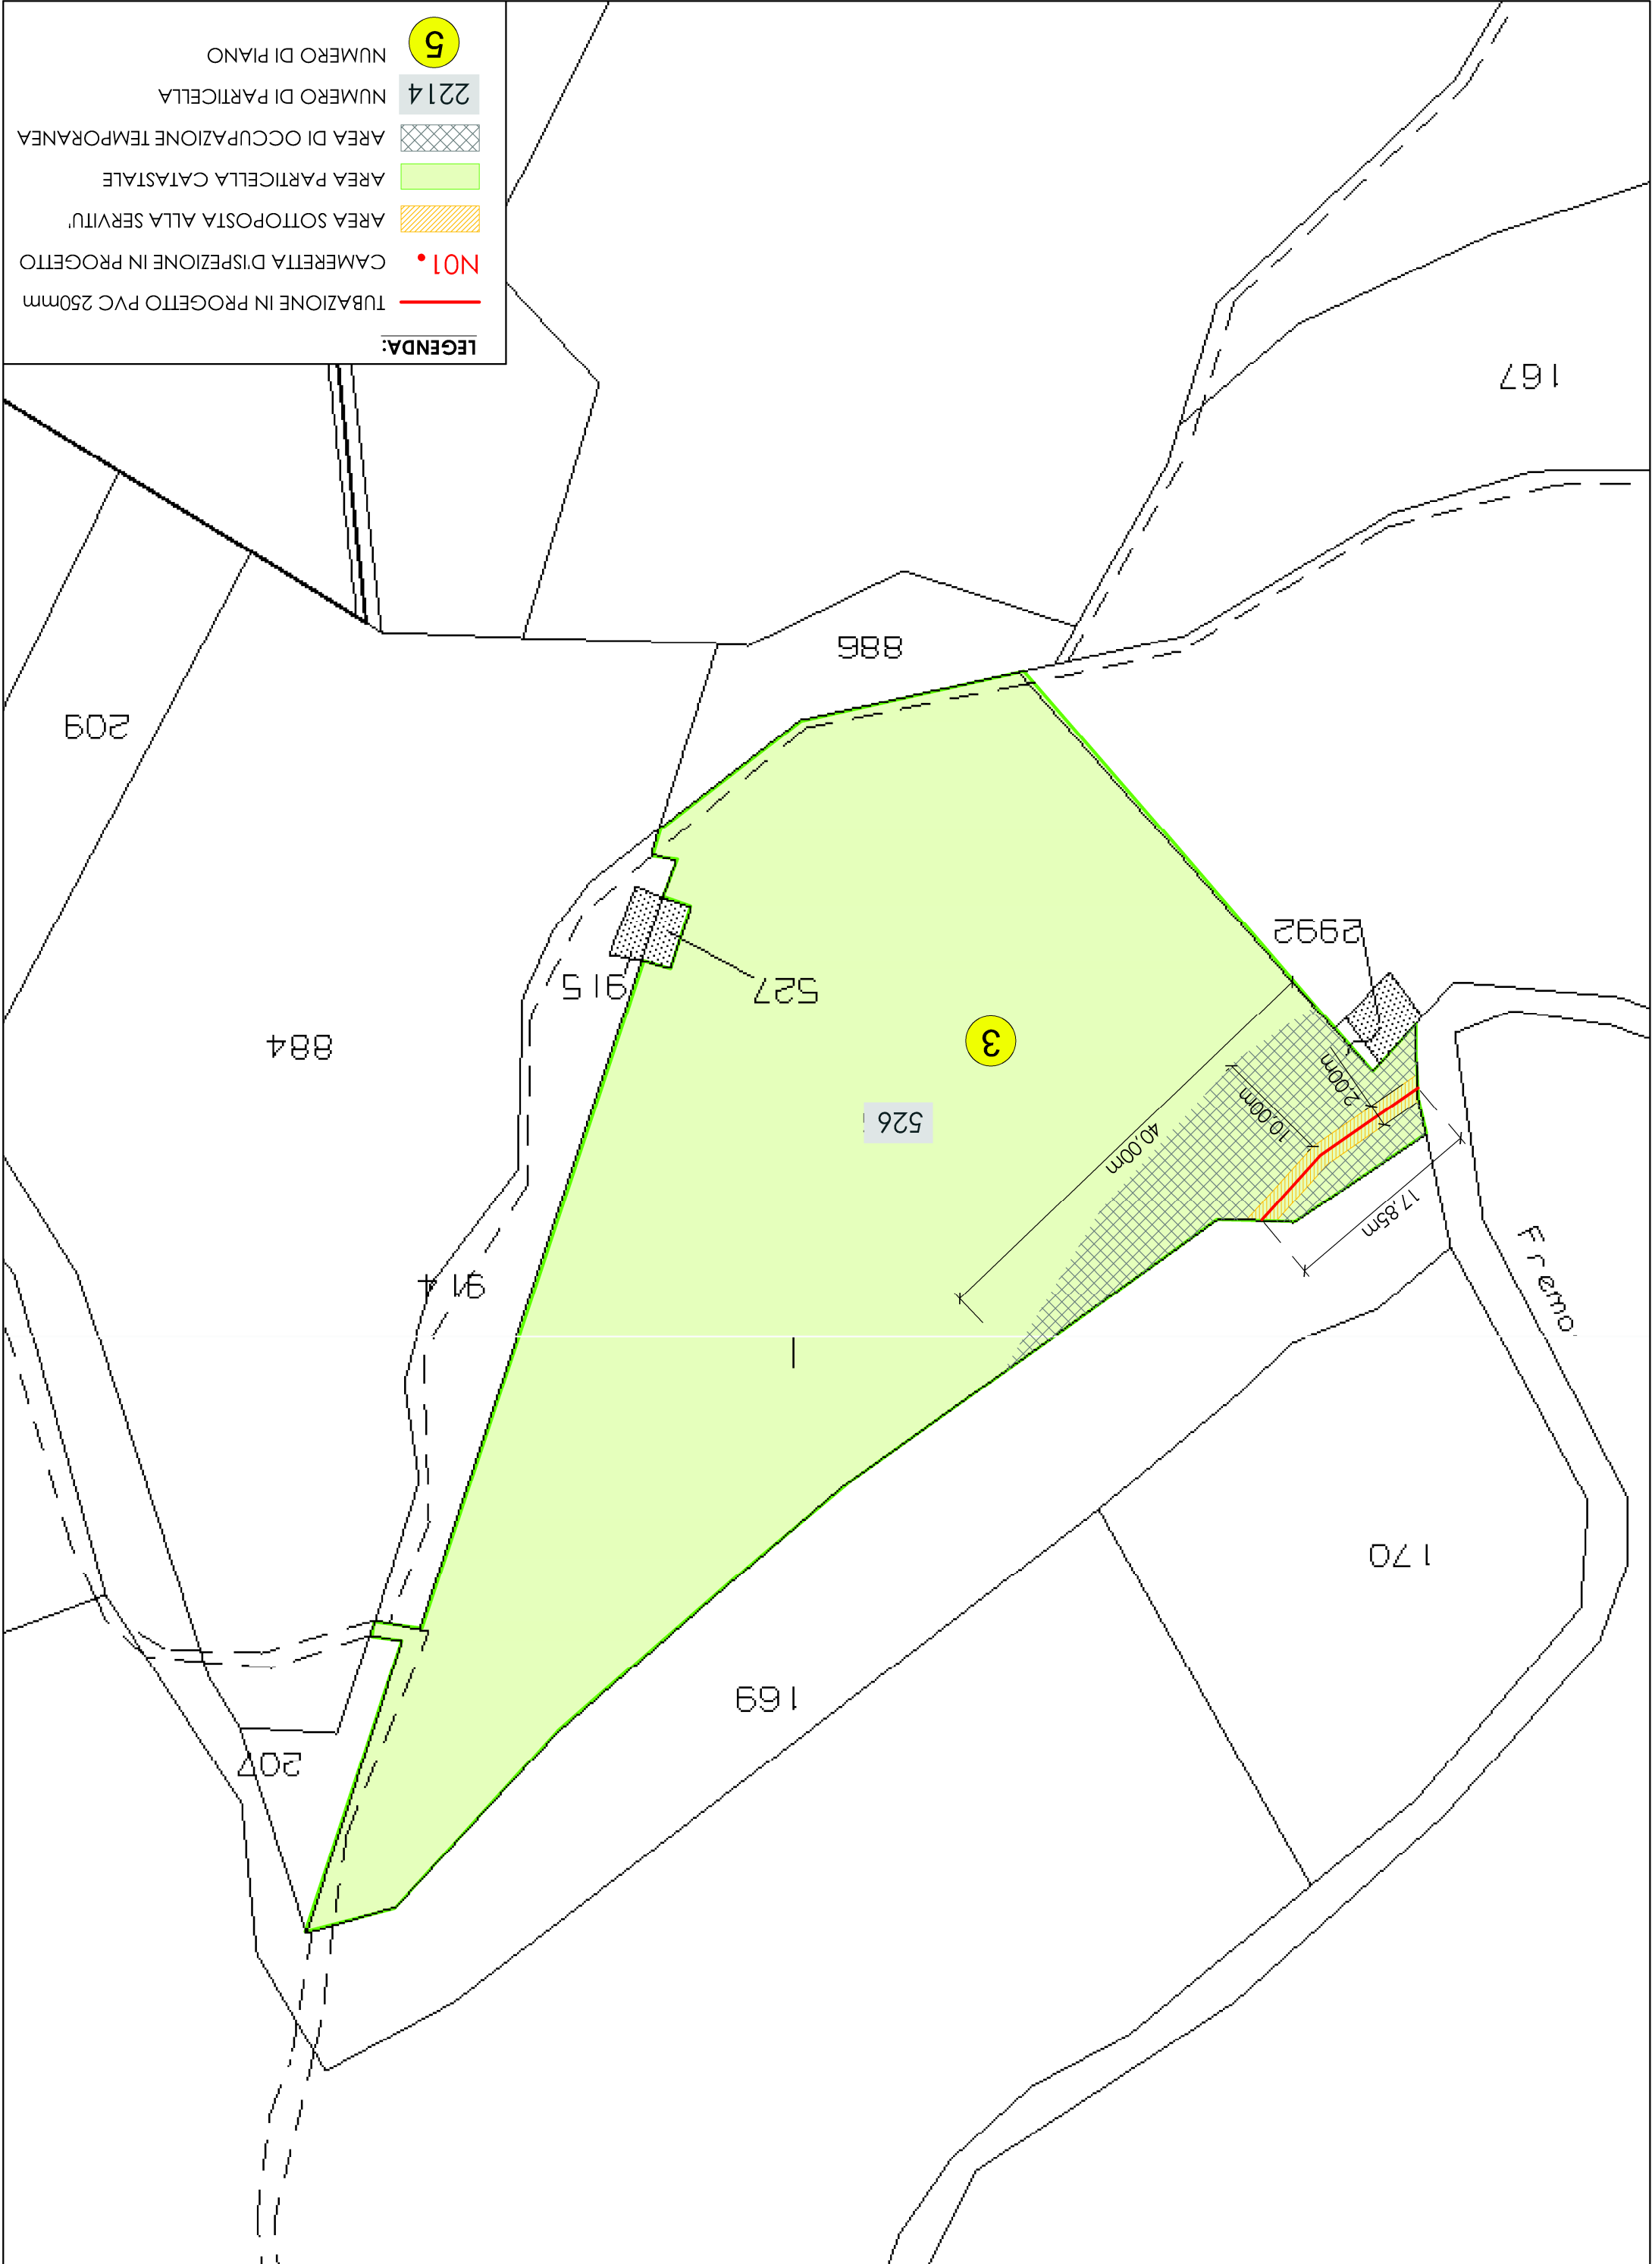 207
169
170
914
Fremo
17,85m
40,00m
526
10,00m
2,00m
884
3
527
915
2992
209
886
167
LEGENDA:
TUBAZIONE IN PROGETTO PVC 250mm
N01 CAMERETTA D'ISPEZIONE IN PROGETTO
AREA SOTTOPOSTA ALLA SERVITU'
AREA PARTICELLA CATASTALE
AREA DI OCCUPAZIONE TEMPORANEA
2214 NUMERO DI PARTICELLA
5 NUMERO DI PIANO